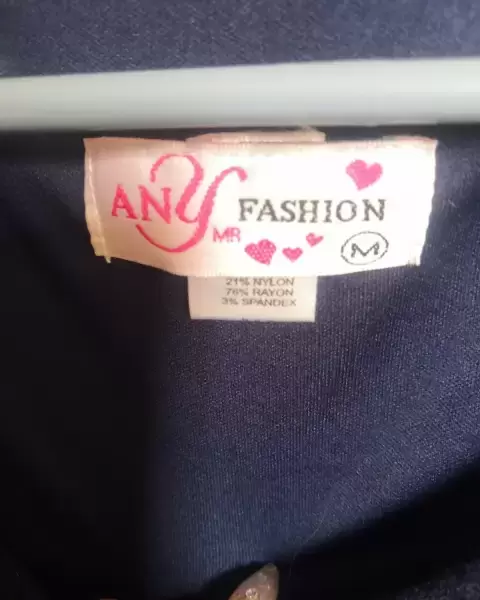 ANY FASHION
MR
M
21% NYLON
76% RAYON
3% SPANDEX